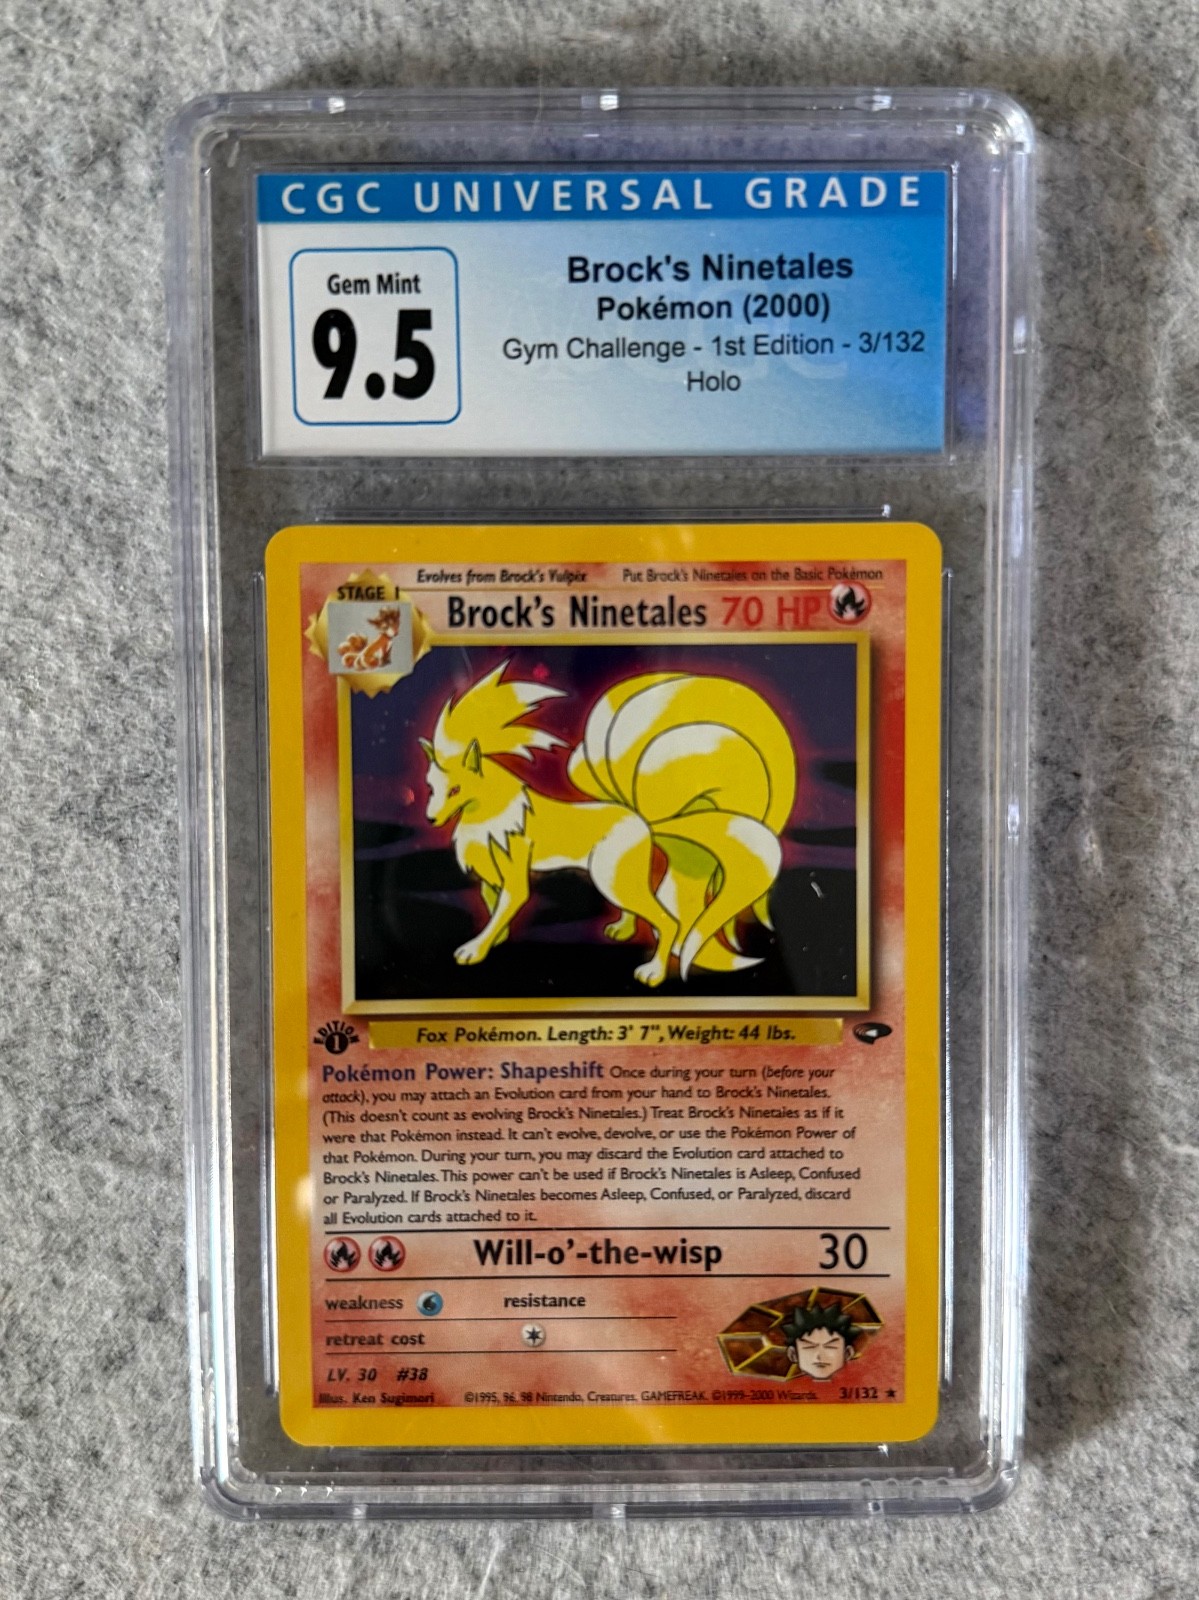 CGC UNIVERSAL GRADE
Gem Mint
9.5
Brock's Ninetales
Pokémon (2000)
Gym Challenge - 1st Edition - 3/132
Holo
Evolves from Brock's Vulpix Put Brock's Ninetales on the Basic Pokémon
STAGE 1
Brock's Ninetales 70 HP
EDITION
1
Fox Pokémon. Length: 3' 7", Weight: 44 lbs.
Pokémon Power: Shapeshift Once during your turn (before your
attack), you may attach an Evolution card from your hand to Brock's Ninetales.
(This doesn't count as evolving Brock's Ninetales.) Treat Brock's Ninetales as if it
were that Pokémon instead. It can't evolve, devolve, or use the Pokémon Power of
that Pokémon. During your turn, you may discard the Evolution card attached to
Brock's Ninetales. This power can't be used if Brock's Ninetales is Asleep, Confused
or Paralyzed. If Brock's Ninetales becomes Asleep, Confused, or Paralyzed, discard
all Evolution cards attached to it.
Will-o'-the-wisp 30
weakness resistance
retreat cost
LV. 30 #38
Illus. Ken Sugimori ©1995, 96, 98 Nintendo, Creatures, GAMEFREAK. ©1999-2000 Wizards. 3/132 ★